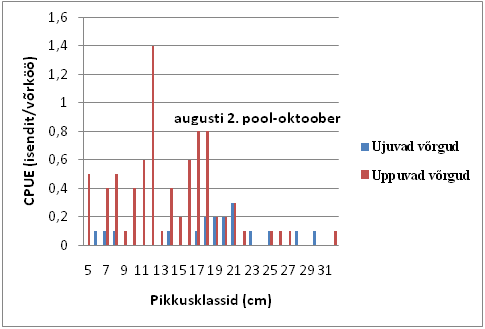 1,6
1,4
1,2
1
0,8
0,6
0,4
0,2
0
CPUE (isendit/võrköö)
augusti 2. pool-oktoober
5 7 9 11 13 15 17 19 21 23 25 27 29 31
Pikkusklassid (cm)
Ujuvad võrgud
Uppuvad võrgud